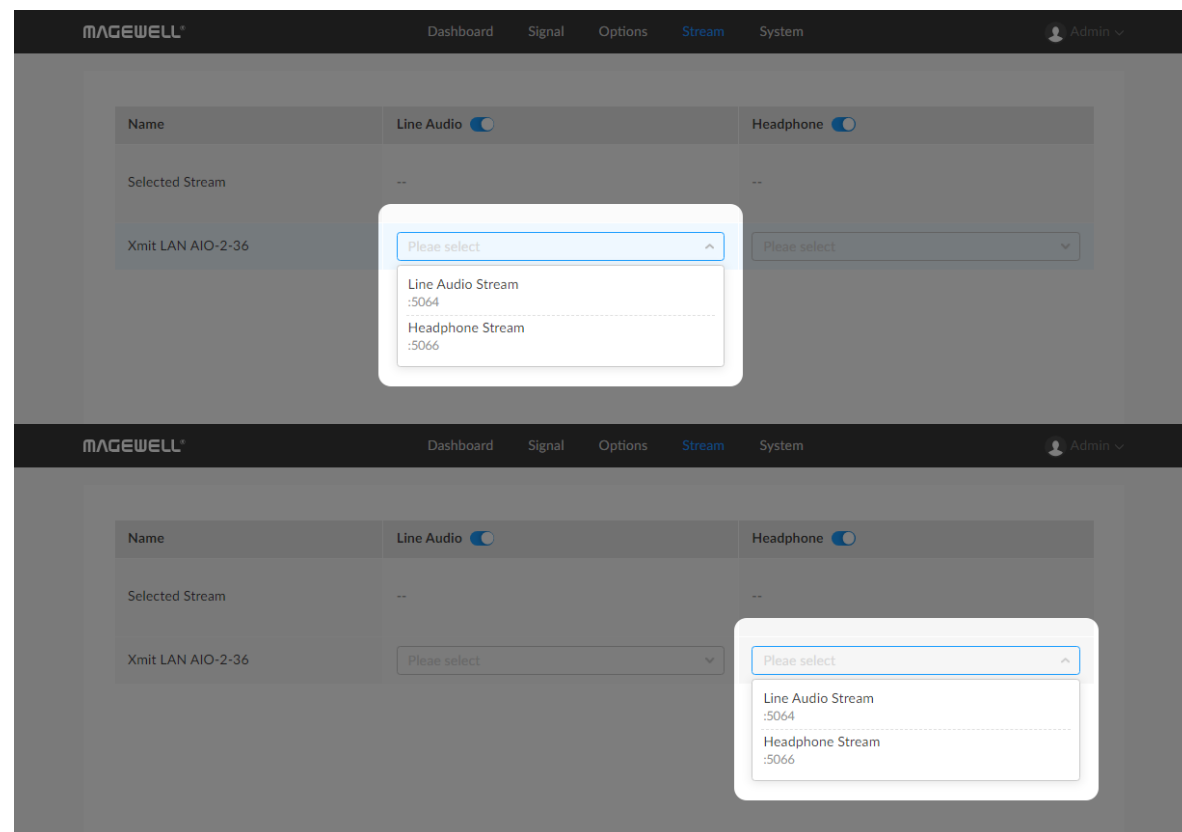 MAGEWELL® Dashboard Signal Options Stream System Admin
Name Line Audio Headphone
Selected Stream -- --
Xmit LAN AIO-2-36 Pleae select Pleae select
Line Audio Stream
:5064
Headphone Stream
:5066
MAGEWELL® Dashboard Signal Options Stream System Admin
Name Line Audio Headphone
Selected Stream -- --
Xmit LAN AIO-2-36 Pleae select Pleae select
Line Audio Stream
:5064
Headphone Stream
:5066